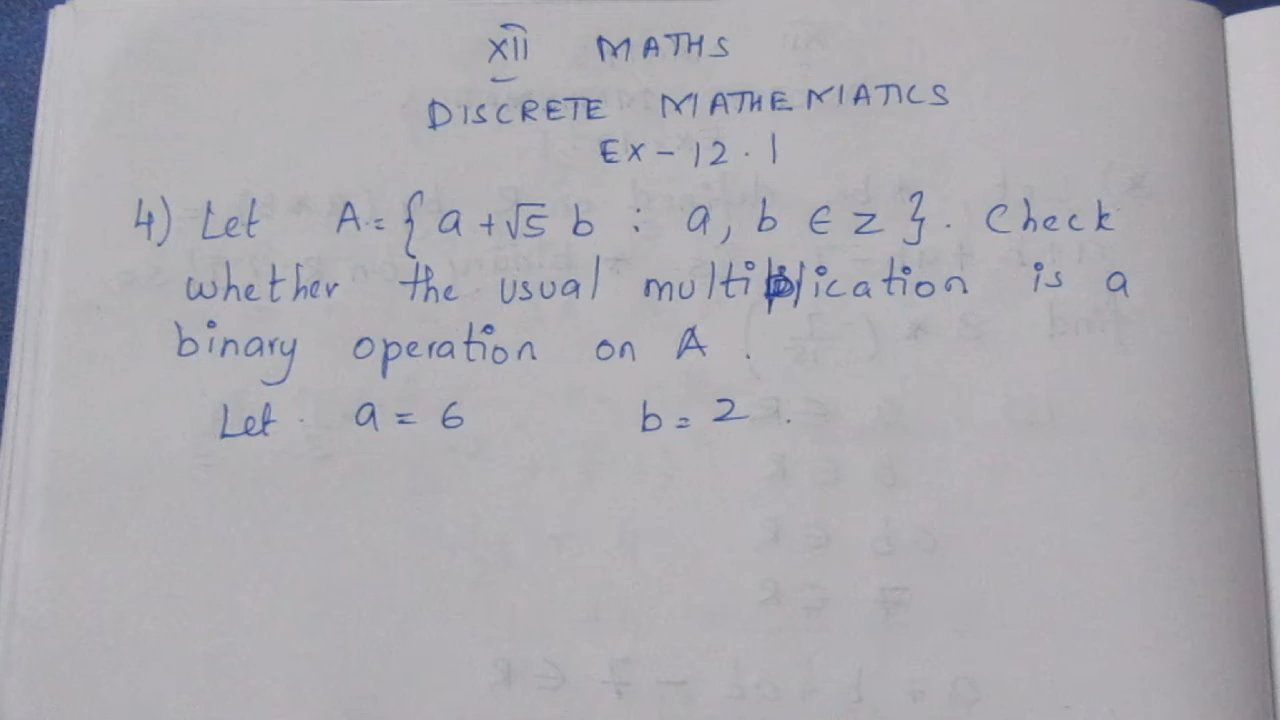 XII MATHS
DISCRETE MATHEMATICS
EX - 12.1
4) Let A = { a + √5 b : a, b ∈ z }. Check
whether the usual multiplication is a
binary operation on A.
Let a = 6 b = 2.